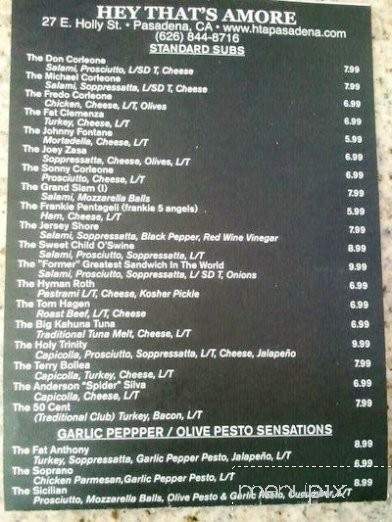 HEY THAT'S AMORE
27 E. Holly St. • Pasadena, CA • www.htapasadena.com
(626) 844-8716
STANDARD SUBS
The Don Corleone
Salami, Prosciutto, L/SD T, Cheese 7.99
The Michael Corleone
Salami, Soppressatta, L/SD T, Cheese 7.99
The Fredo Corleone
Chicken, Cheese, L/T, Olives 6.99
The Fat Clemenza
Turkey, Cheese, L/T 6.99
The Johnny Fontane
Mortadella, Cheese, L/T 5.99
The Joey Zasa
Soppressatta, Cheese, Olives, L/T 6.99
The Sonny Corleone
Prosciutto, Cheese, L/T 6.99
The Grand Slam (I)
Salami, Mozzarella Balls 7.99
The Frankie Pentageli (frankie 5 angels)
Ham, Cheese, L/T 5.99
The Jersey Shore
Salami, Soppressatta, Black Pepper, Red Wine Vinegar 7.99
The Sweet Child O'Swine
Salami, Prosciutto, Soppressatta, L/T 8.99
The "Former" Greatest Sandwich In The World
Salami, Prosciutto, Soppressatta, L/ SD T, Onions 9.99
The Hyman Roth
Pastrami L/T, Cheese, Kosher Pickle 6.99
The Tom Hagen
Roast Beef, L/T, Cheese 6.99
The Big Kahuna Tuna
Traditional Tuna Melt, Cheese, L/T 6.99
The Holy Trinity
Capicolla, Prosciutto, Soppressatta, L/T, Cheese, Jalapeño 9.99
The Terry Bollea
Capicolla, Turkey, Cheese, L/T 7.99
The Anderson "Spider" Silva
Capicolla, Cheese, L/T 6.99
The 50 Cent
(Traditional Club) Turkey, Bacon, L/T 7.99
GARLIC PEPPPER / OLIVE PESTO SENSATIONS
The Fat Anthony
Turkey, Soppressatta, Garlic Pepper Pesto, Jalapeño, L/T 8.99
The Soprano
Chicken Parmesan, Garlic Pepper Pesto, L/T 6.99
The Sicilian
Prosciutto, Mozzarella Balls, Olive Pesto & Garlic Pesto, Cucumber, L/T 8.99
menupix